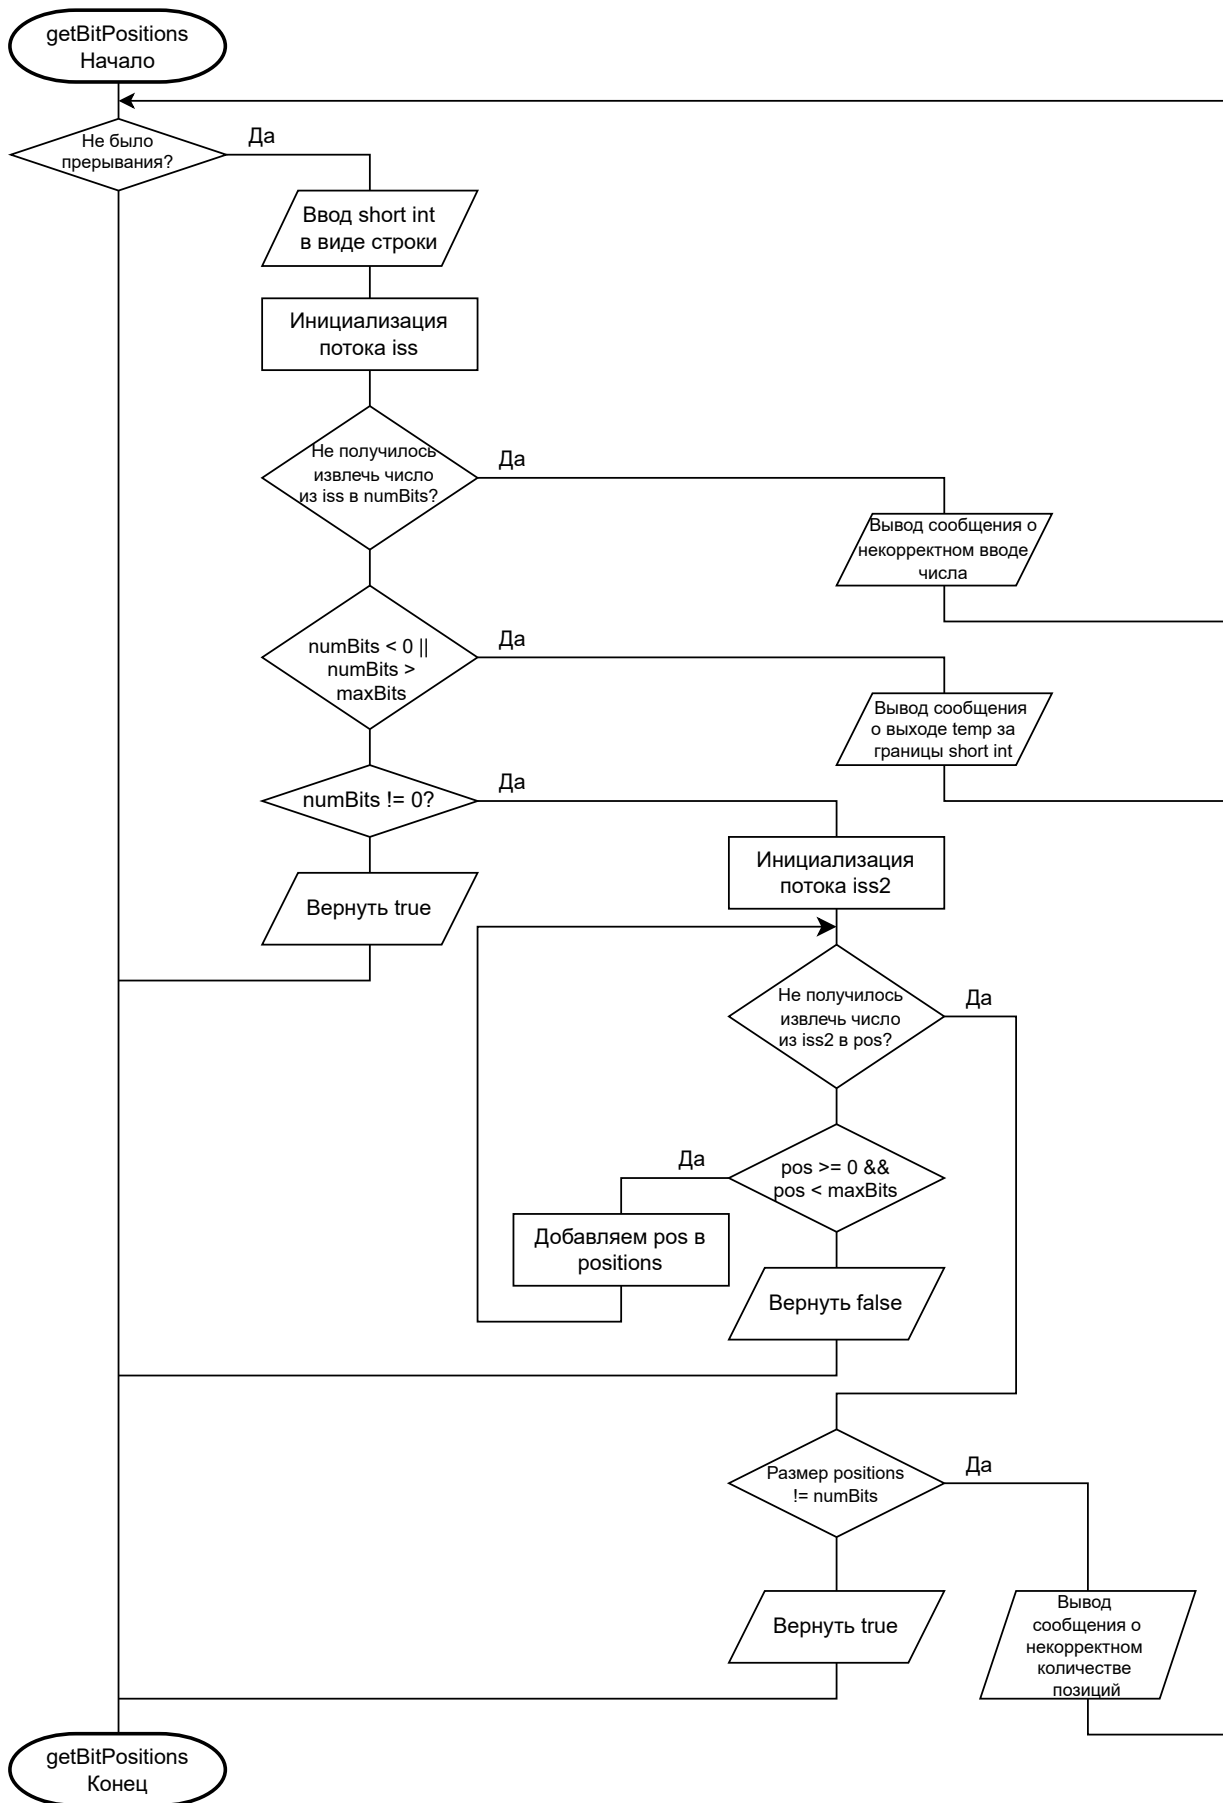 getBitPositions
Начало
Не было
прерывания?
Да
Ввод short int
в виде строки
Инициализация
потока iss
Не получилось
извлечь число
из iss в numBits?
Да
Вывод сообщения о
некорректном вводе
числа
numBits < 0 ||
numBits >
maxBits
Да
Вывод сообщения
о выходе temp за
границы short int
numBits != 0?
Да
Инициализация
потока iss2
Вернуть true
Не получилось
извлечь число
из iss2 в pos?
Да
pos >= 0 &&
pos < maxBits
Да
Добавляем pos в
positions
Вернуть false
Размер positions
!= numBits
Да
Вернуть true
Вывод
сообщения о
некорректном
количестве
позиций
getBitPositions
Конец